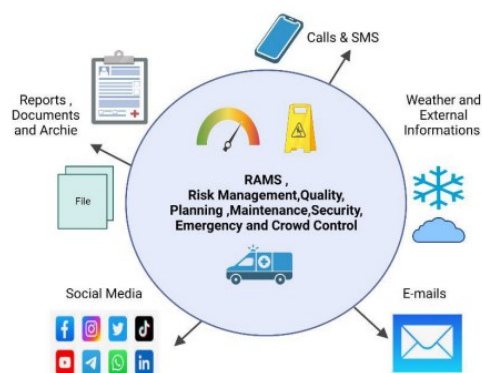 Calls & SMS
Reports ,
Documents
and Archie
Weather and
External
Informations
File
RAMS ,
Risk Management,Quality,
Planning ,Maintenance,Security,
Emergency and Crowd Control
Social Media
E-mails